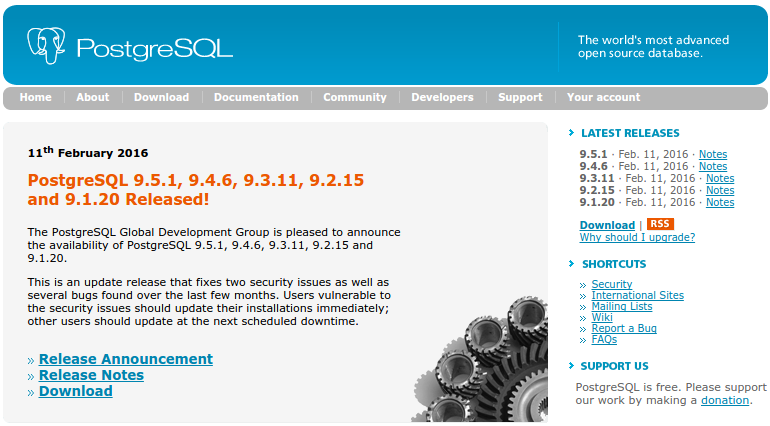 PostgreSQL
The world's most advanced
open source database.
Home
About
Download
Documentation
Community
Developers
Support
Your account
11th February 2016
PostgreSQL 9.5.1, 9.4.6, 9.3.11, 9.2.15
and 9.1.20 Released!
The PostgreSQL Global Development Group is pleased to announce
the availability of PostgreSQL 9.5.1, 9.4.6, 9.3.11, 9.2.15 and
9.1.20.
This is an update release that fixes two security issues as well as
several bugs found over the last few months. Users vulnerable to
the security issues should update their installations immediately;
other users should update at the next scheduled downtime.
» Release Announcement
» Release Notes
» Download
LATEST RELEASES
9.5.1 · Feb. 11, 2016 · Notes
9.4.6 · Feb. 11, 2016 · Notes
9.3.11 · Feb. 11, 2016 · Notes
9.2.15 · Feb. 11, 2016 · Notes
9.1.20 · Feb. 11, 2016 · Notes
Download | RSS
Why should I upgrade?
SHORTCUTS
» Security
» International Sites
» Mailing Lists
» Wiki
» Report a Bug
» FAQs
SUPPORT US
PostgreSQL is free. Please support
our work by making a donation.